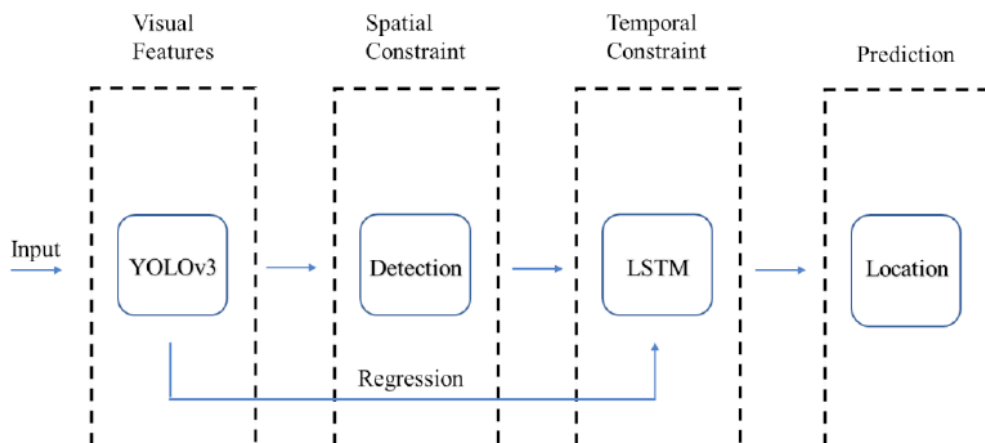 Visual
Features
Spatial
Constraint
Temporal
Constraint
Prediction
Input
YOLOv3
Detection
LSTM
Location
Regression